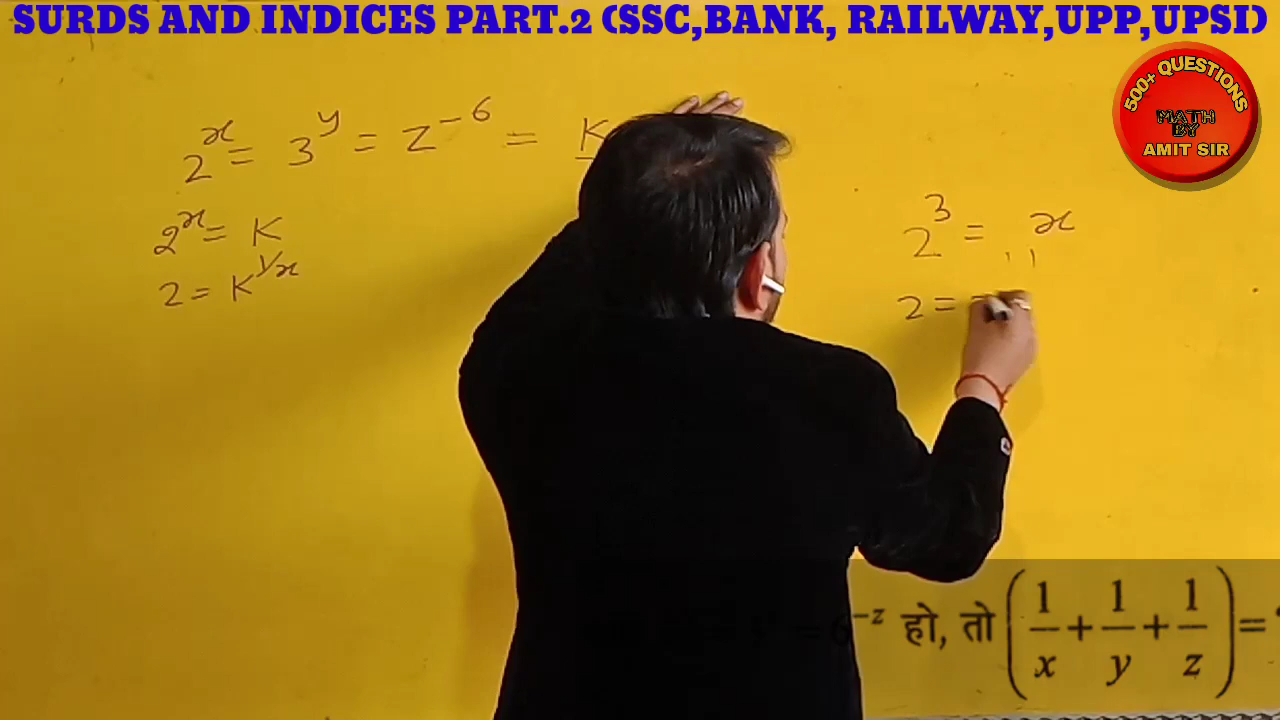 SURDS AND INDICES PART.2 (SSC,BANK, RAILWAY,UPP,UPSI)
500+ QUESTIONS
MATH
BY
AMIT SIR
2^x = 3^y = z^-6 = K
2^x = K
2 = K^1/x
2^3 = x
2 =
= 6^-z हो, तो (1/x + 1/y + 1/z) =